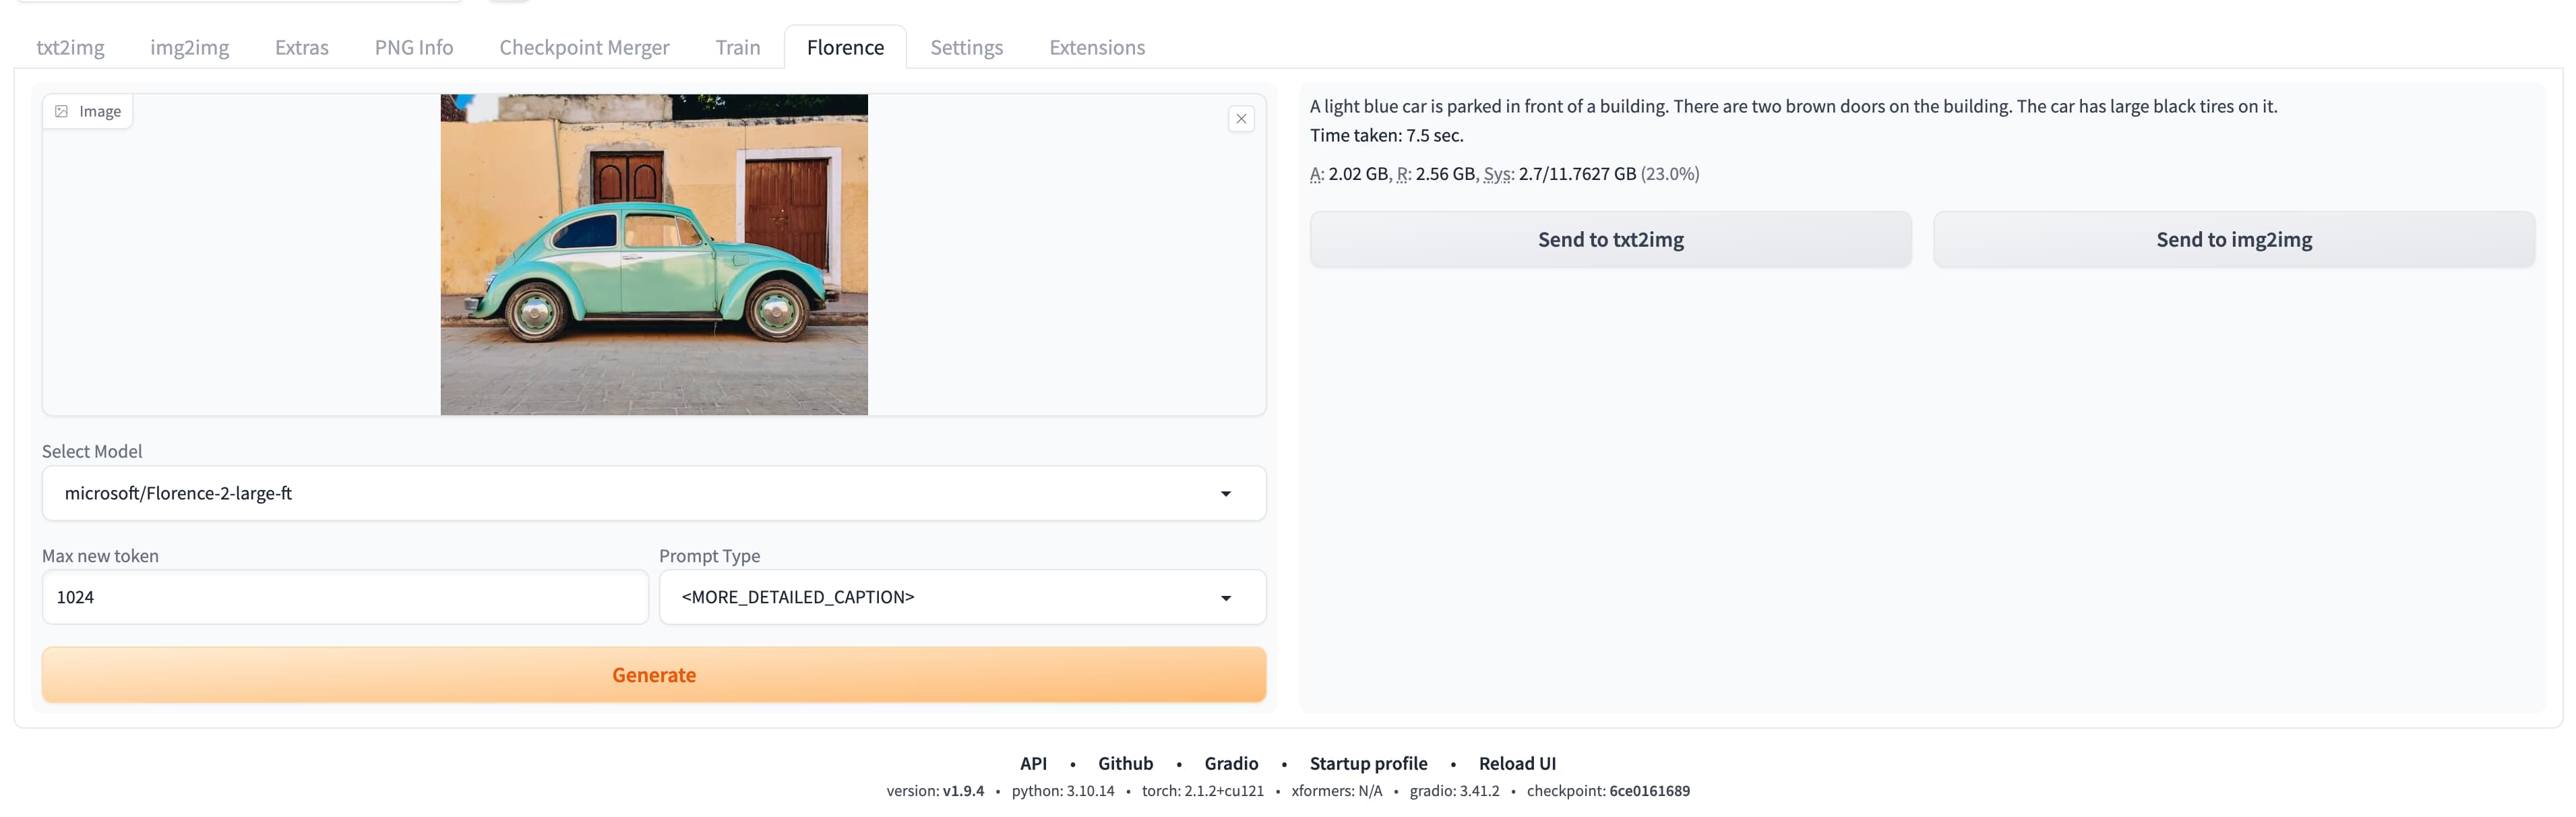 txt2img img2img Extras PNG Info Checkpoint Merger Train Florence Settings Extensions
Image
A light blue car is parked in front of a building. There are two brown doors on the building. The car has large black tires on it.
Time taken: 7.5 sec.
A: 2.02 GB, R: 2.56 GB, Sys: 2.7/11.7627 GB (23.0%)
Send to txt2img Send to img2img
Select Model
microsoft/Florence-2-large-ft
Max new token Prompt Type
1024 <MORE_DETAILED_CAPTION>
Generate
API • Github • Gradio • Startup profile • Reload UI
version: v1.9.4 • python: 3.10.14 • torch: 2.1.2+cu121 • xformers: N/A • gradio: 3.41.2 • checkpoint: 6ce0161689